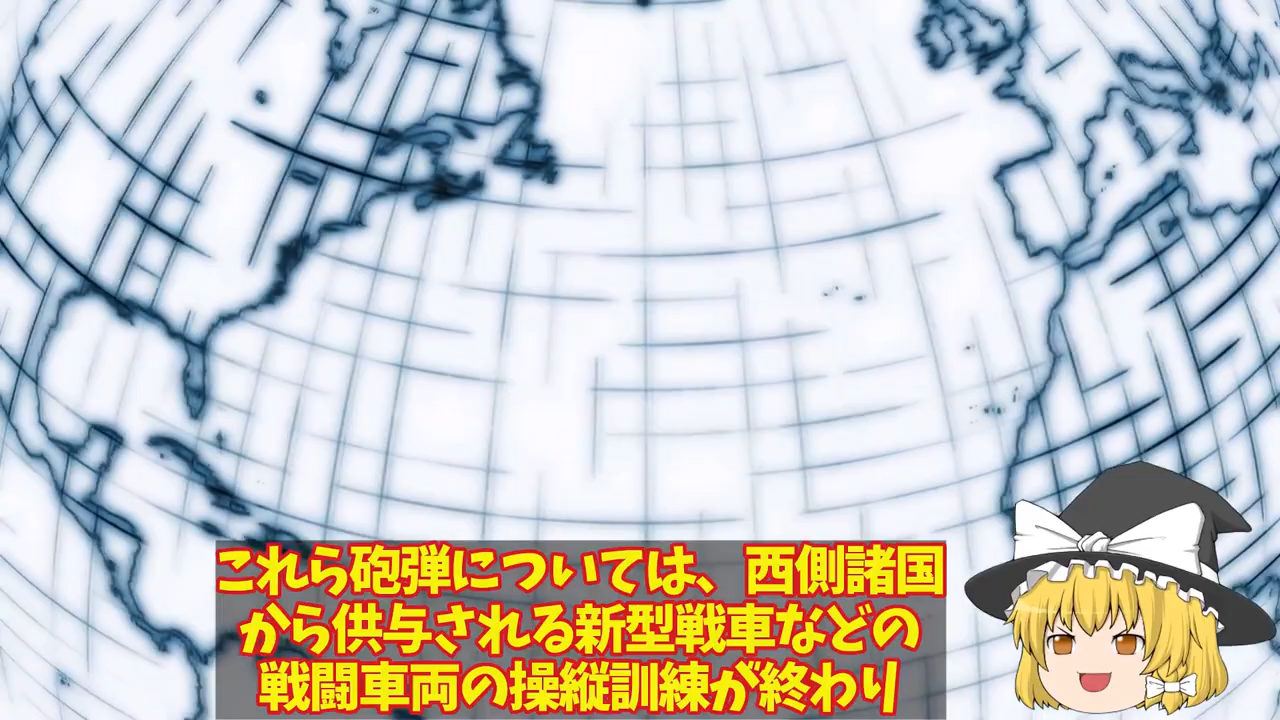 これら砲弾については、西側諸国
から供与される新型戦車などの
戦闘車両の操縦訓練が終わり